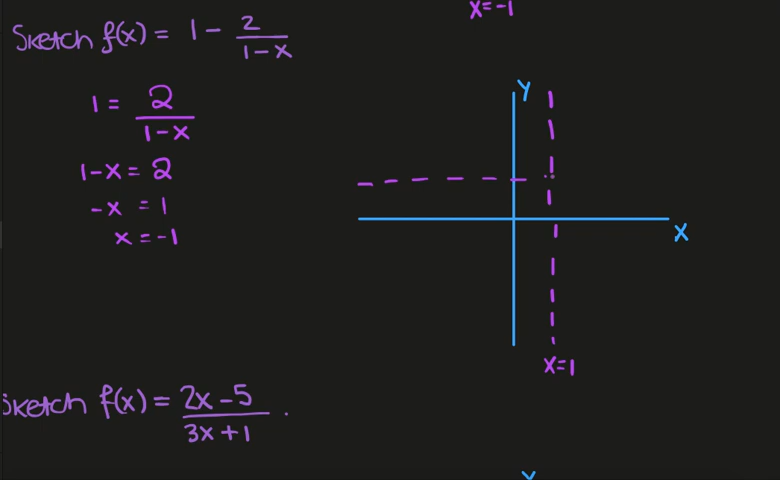 x=-1
Sketch f(x) = 1 - 2/(1-x)
1 = 2/(1-x)
1-x = 2
-x = 1
x = -1
Y
X
x=1
Sketch f(x) = (2x-5)/(3x+1).
Y